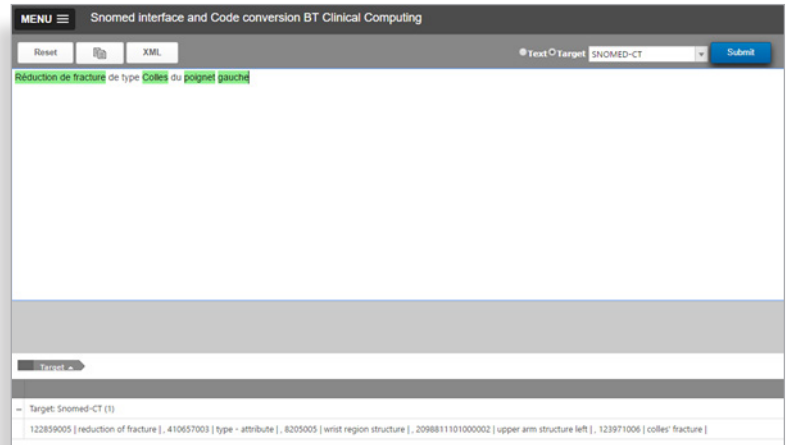 MENU Snomed interface and Code conversion BT Clinical Computing
Reset XML Text Target SNOMED-CT Submit
Réduction de fracture de type Colles du poignet gauche
Target
Target: Snomed-CT (1)
122859005 | reduction of fracture | , 410657003 | type - attribute | , 8205005 | wrist region structure | , 2098811101000002 | upper arm structure left | , 123971006 | colles' fracture |